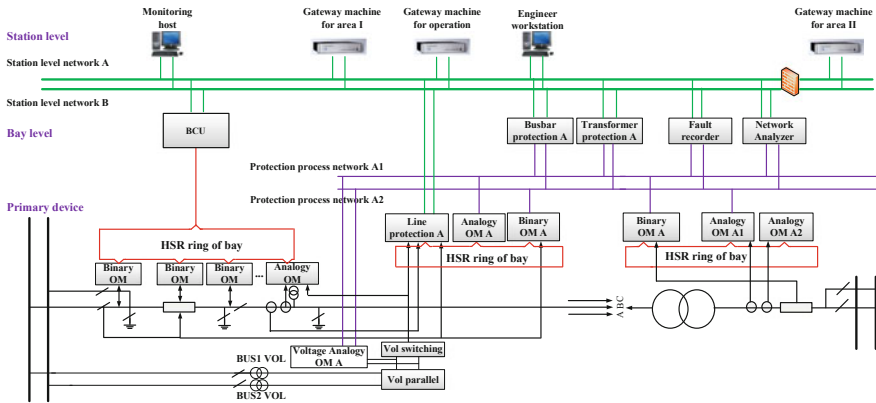 Monitoring
host
Gateway machine
for area I
Gateway machine
for operation
Engineer
workstation
Gateway machine
for area II
Station level
Station level network A
Station level network B
Bay level
BCU
Busbar
protection A
Transformer
protection A
Fault
recorder
Network
Analyzer
Protection process network A1
Protection process network A2
Primary device
HSR ring of bay
Line
protection A
Analogy
OM A
Binary
OM A
HSR ring of bay
Binary
OM A
Analogy
OM A1
Analogy
OM A2
HSR ring of bay
Binary
OM
Binary
OM
Binary
OM
...
Analogy
OM
A B C
Voltage Analogy
OM A
Vol switching
Vol parallel
BUS1 VOL
BUS2 VOL